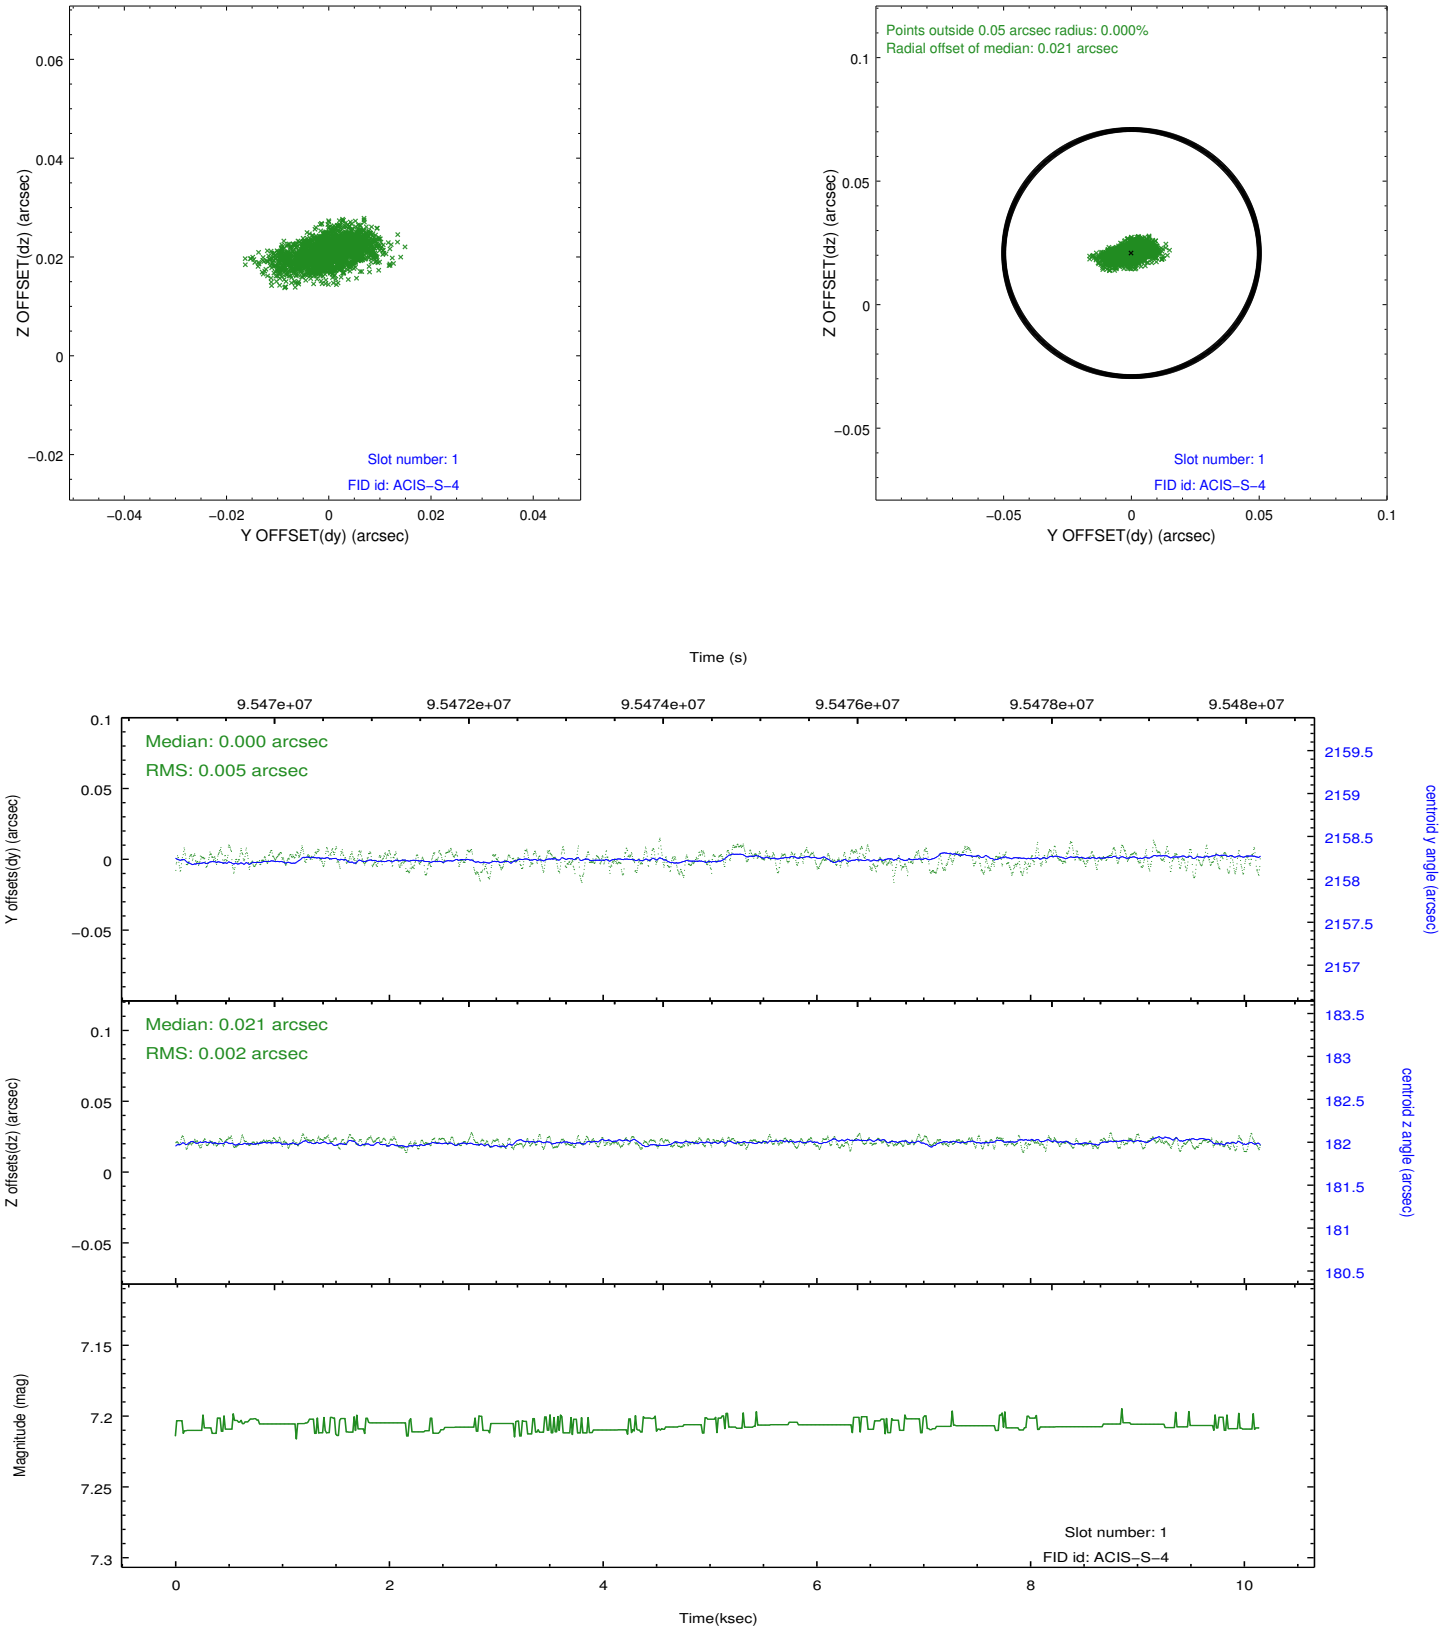 0.06
0.04
0.02
0
−0.02
Z OFFSET(dz) (arcsec)
Slot number: 1
FID id: ACIS−S−4
−0.04 −0.02 0 0.02 0.04
Y OFFSET(dy) (arcsec)
Points outside 0.05 arcsec radius: 0.000%
Radial offset of median: 0.021 arcsec
0.1
0.05
0
−0.05
Z OFFSET(dz) (arcsec)
Slot number: 1
FID id: ACIS−S−4
−0.05 0 0.05 0.1
Y OFFSET(dy) (arcsec)
Time (s)
9.547e+07 9.5472e+07 9.5474e+07 9.5476e+07 9.5478e+07 9.548e+07
Median: 0.000 arcsec
RMS: 0.005 arcsec
0.1
0.05
0
−0.05
Y offsets(dy) (arcsec)
2159.5
2159
2158.5
2158
2157.5
2157
centroid y angle (arcsec)
Median: 0.021 arcsec
RMS: 0.002 arcsec
0.1
0.05
0
−0.05
Z offsets(dz) (arcsec)
183.5
183
182.5
182
181.5
181
180.5
centroid z angle (arcsec)
7.15
7.2
7.25
7.3
Magnitude (mag)
Slot number: 1
FID id: ACIS−S−4
0 2 4 6 8 10
Time(ksec)